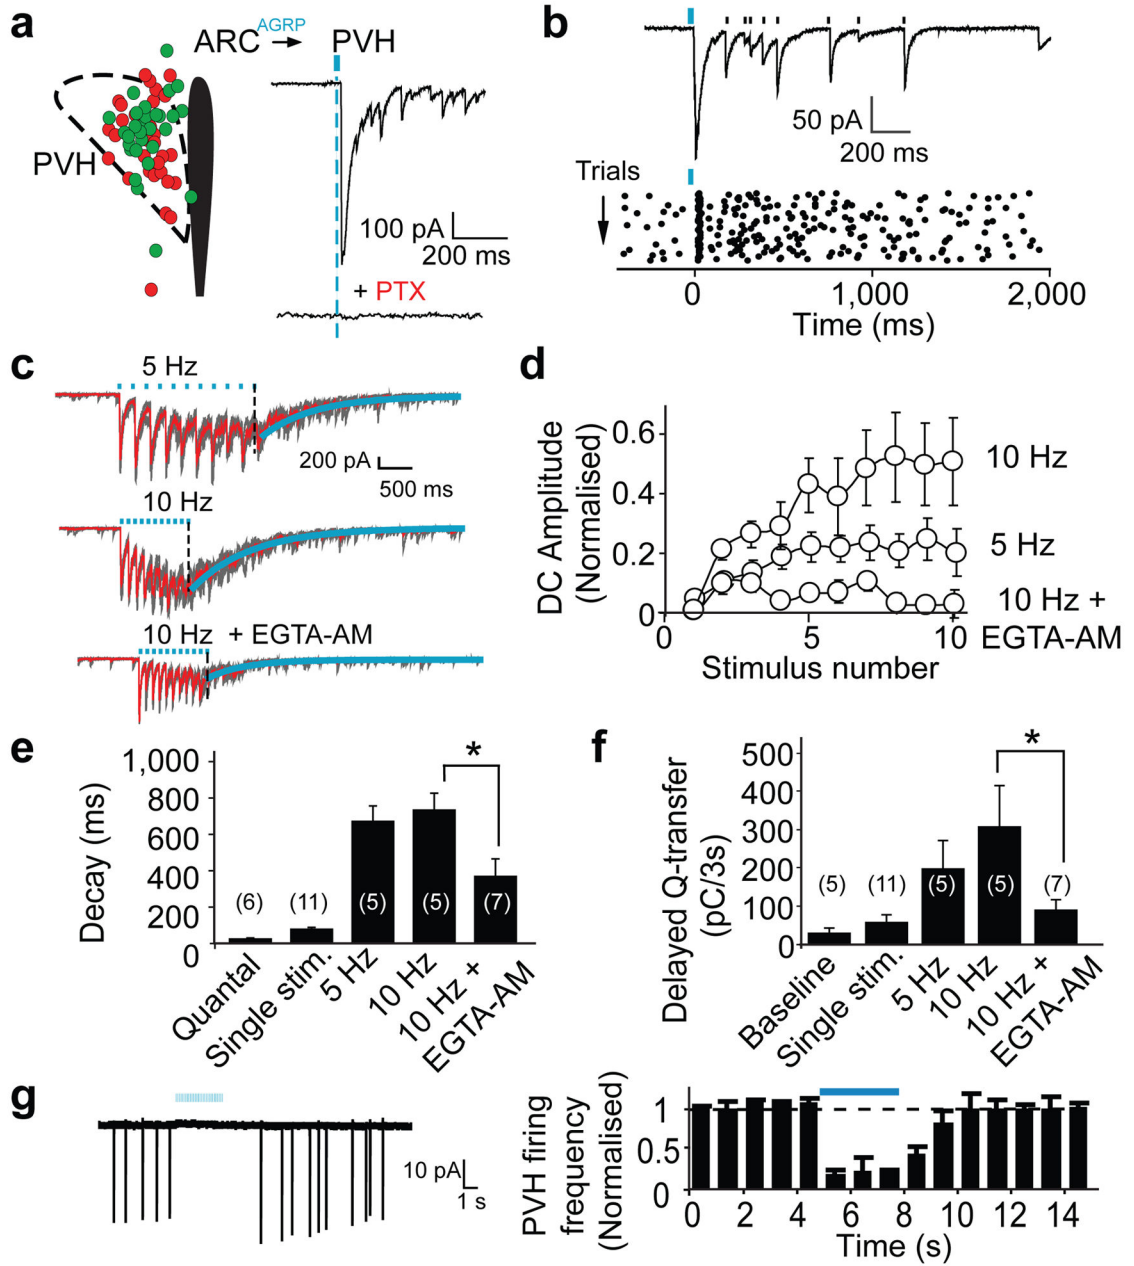 a
ARC AGRP → PVH
PVH
100 pA
200 ms
+ PTX
b
50 pA
200 ms
Trials
0 1,000 2,000
Time (ms)
c
5 Hz
200 pA
500 ms
10 Hz
10 Hz + EGTA-AM
d
DC Amplitude
(Normalised)
0.6
0.4
0.2
0
0 5 10
Stimulus number
10 Hz
5 Hz
10 Hz +
EGTA-AM
e
Decay (ms)
1,000
800
600
400
200
0
*
(6) (11) (5) (5) (7)
Quantal
Single stim.
5 Hz
10 Hz
10 Hz +
EGTA-AM
f
Delayed Q-transfer
(pC/3s)
500
400
300
200
100
0
*
(5) (11) (5) (5) (7)
Baseline
Single stim.
5 Hz
10 Hz
10 Hz +
EGTA-AM
g
10 pA
1 s
PVH firing
frequency
(Normalised)
1
0.5
0
0 2 4 6 8 10 12 14
Time (s)